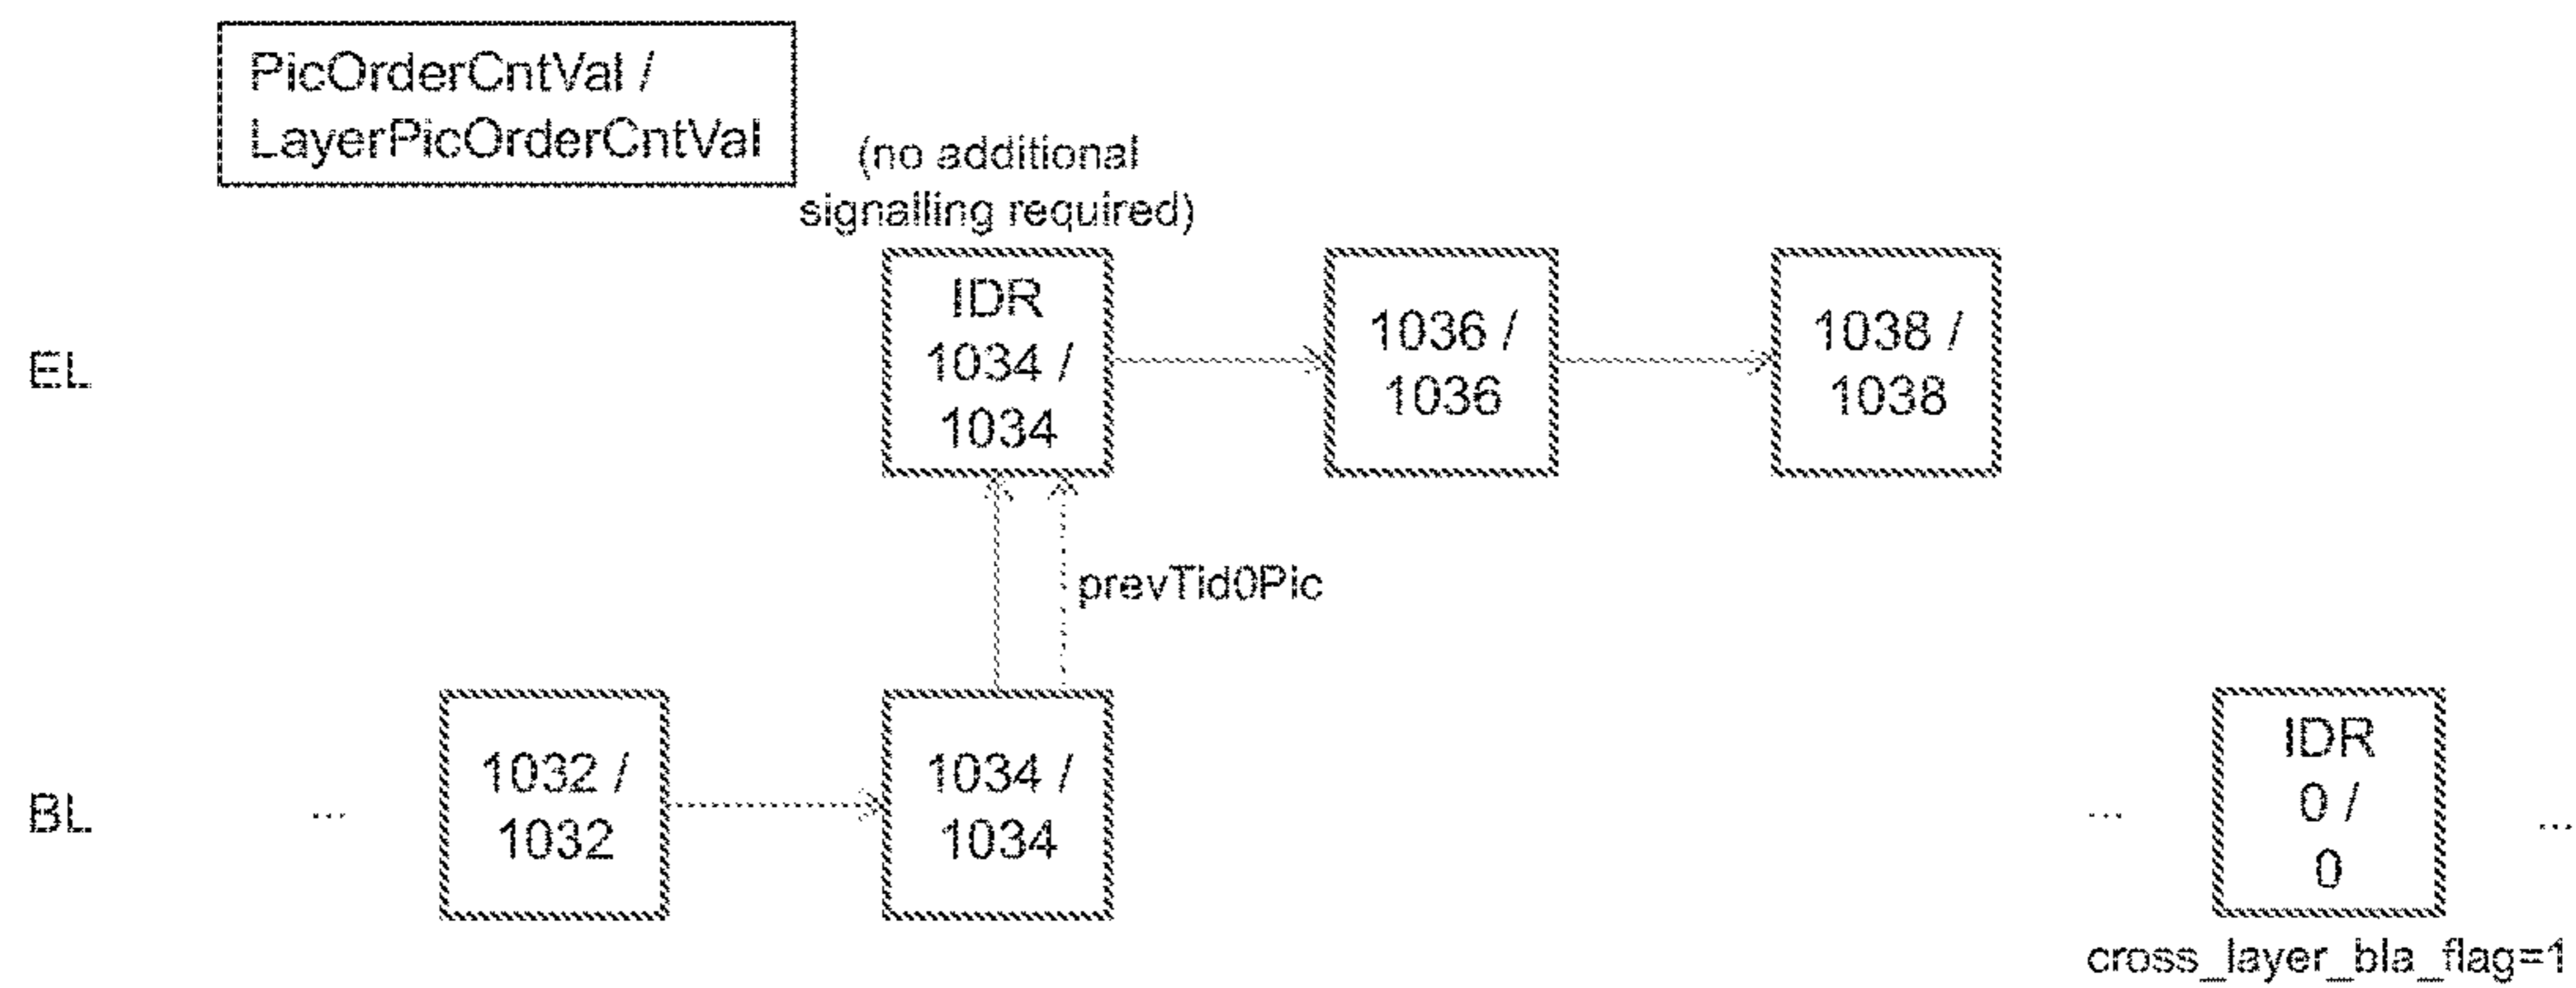 PicOrderCntVal /
LayerPicOrderCntVal
(no additional
signalling required)
EL
IDR
1034 /
1034
1036 /
1036
1038 /
1038
prevTid0Pic
BL
...
1032 /
1032
1034 /
1034
...
IDR
0 /
0
...
cross_layer_bla_flag=1